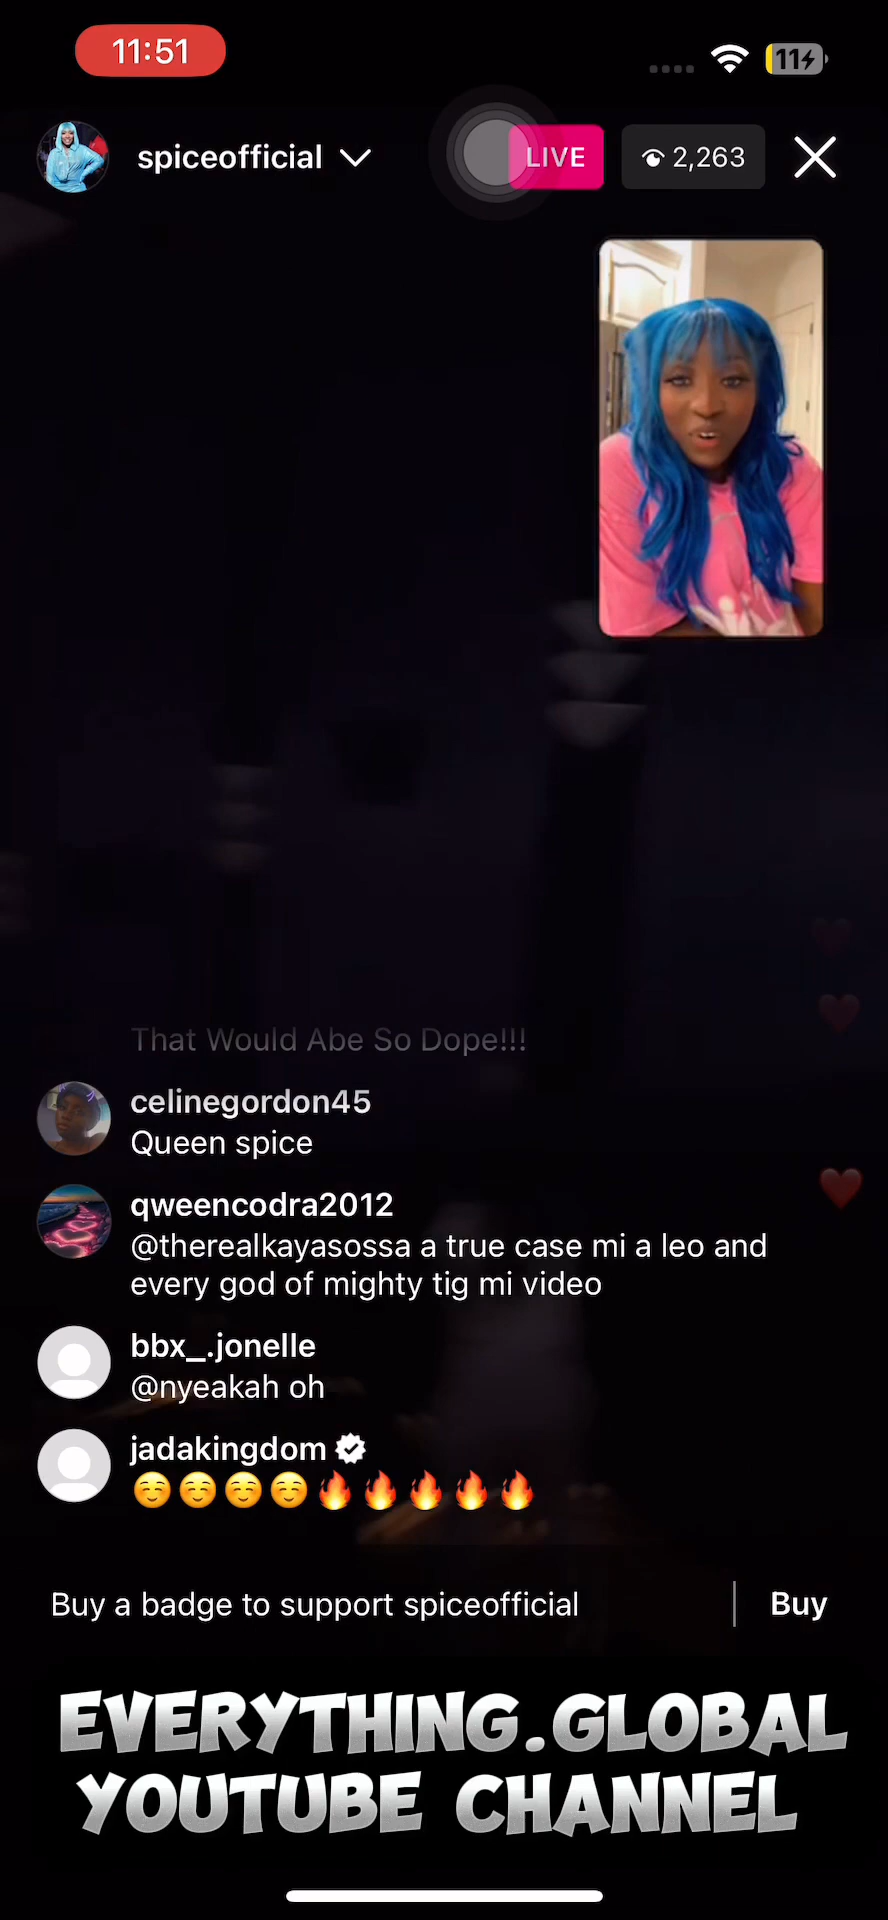 11:51
11
spiceofficial
LIVE
2,263
That Would Abe So Dope!!!
celinegordon45
Queen spice
qweencodra2012
@therealkayasossa a true case mi a leo and
every god of mighty tig mi video
bbx_.jonelle
@nyeakah oh
jadakingdom
☺️☺️☺️☺️🔥🔥🔥🔥🔥
Buy a badge to support spiceofficial
Buy
EVERYTHING.GLOBAL
YOUTUBE CHANNEL